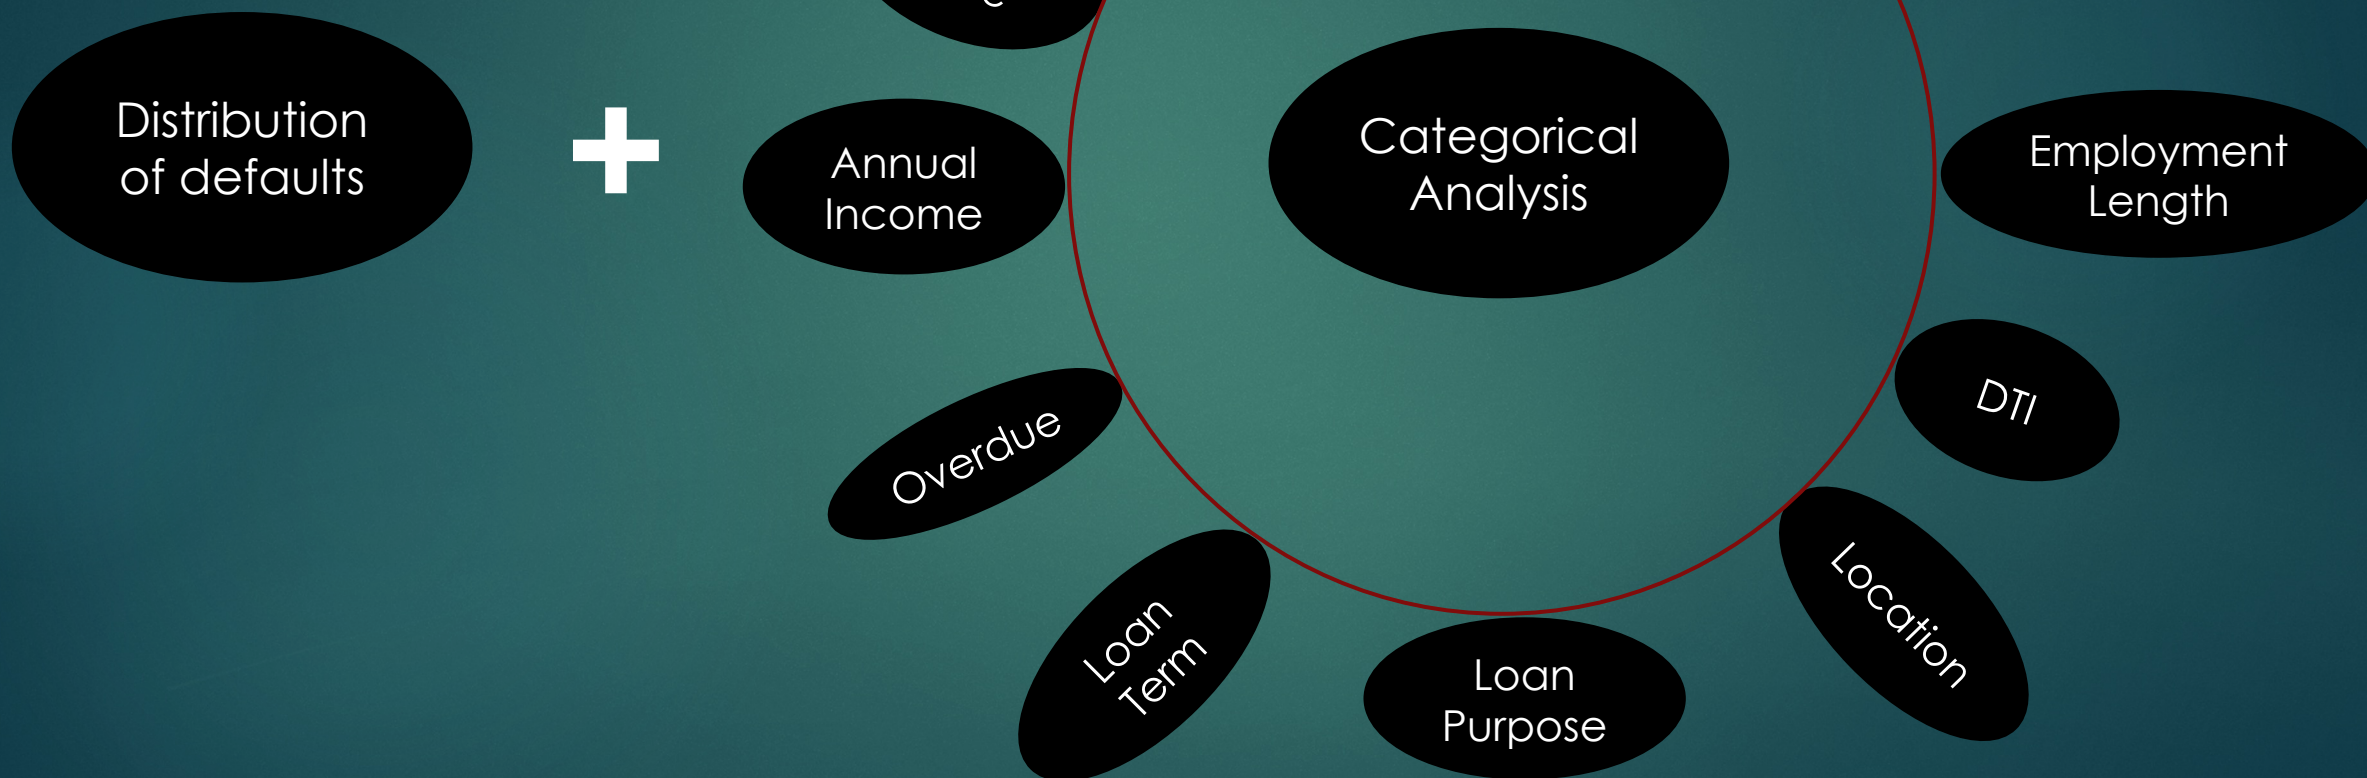 Distribution
of defaults
Annual
Income
Categorical
Analysis
Employment
Length
Overdue
DTI
Loan
Term
Loan
Purpose
Location